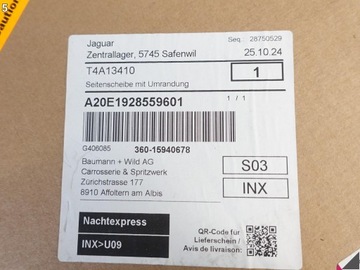 Jaguar
Seq.: 28750529
Zentrallager, 5745 Safenwil
25.10.24
T4A13410
1
Seitenscheibe mit Umrandung
A20E1928559601
1 / 1
G406085
360-15940678
Baumann + Wild AG
Carrosserie & Spritzwerk
Zürichstrasse 177
8910 Affoltern am Albis
S03
INX
Nachtexpress
INX>U09
QR-Code für
Lieferschein /
Avis de livraison: